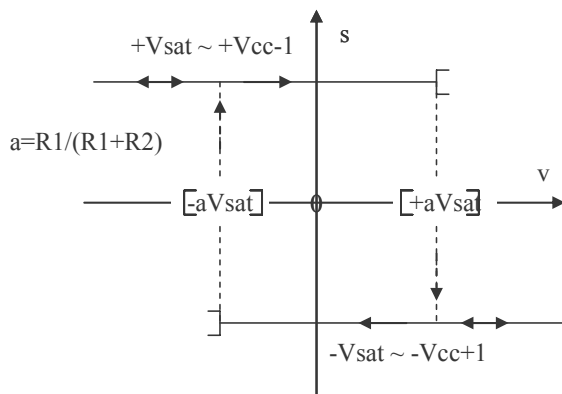 +Vsat ~ +Vcc-1
s
a=R1/(R1+R2)
v
[-aVsat]
0
[+aVsat]
-Vsat ~ -Vcc+1